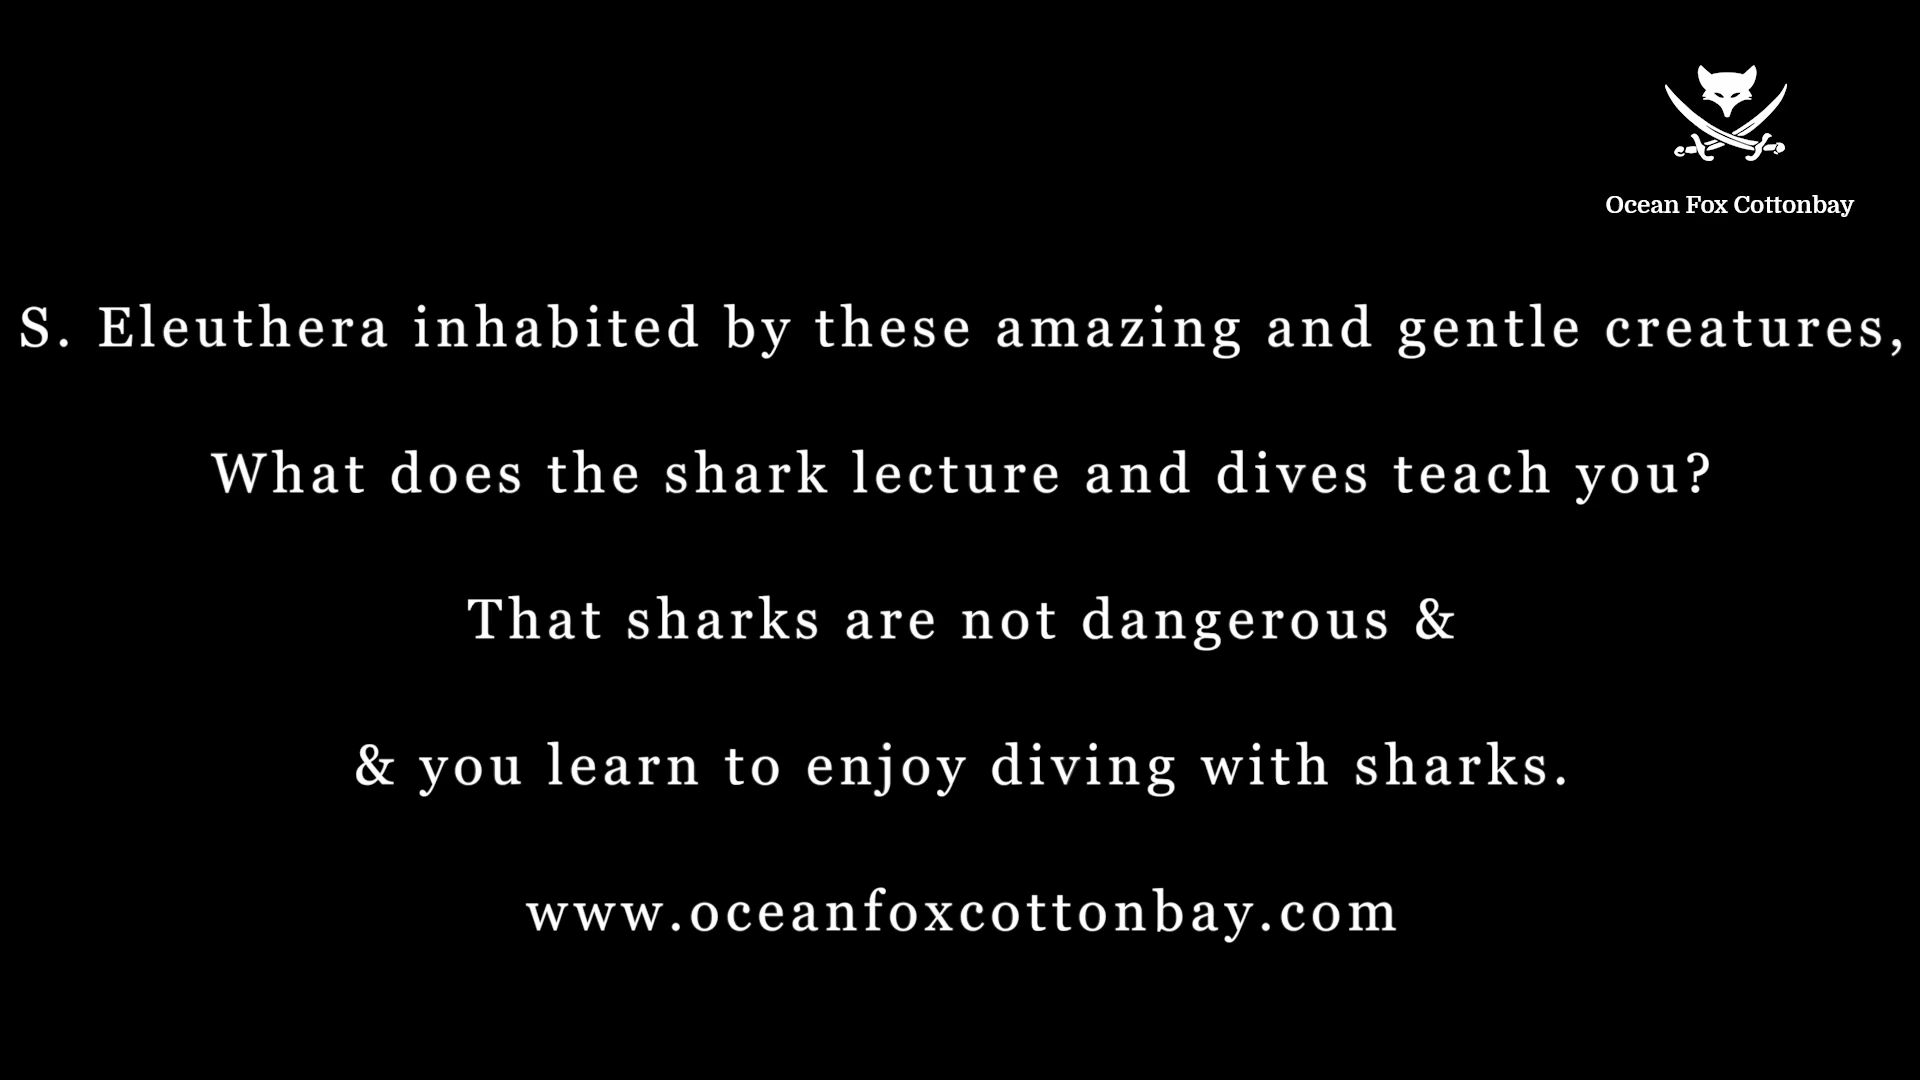 Ocean Fox Cottonbay
S. Eleuthera inhabited by these amazing and gentle creatures,
What does the shark lecture and dives teach you?
That sharks are not dangerous &
& you learn to enjoy diving with sharks.
www.oceanfoxcottonbay.com